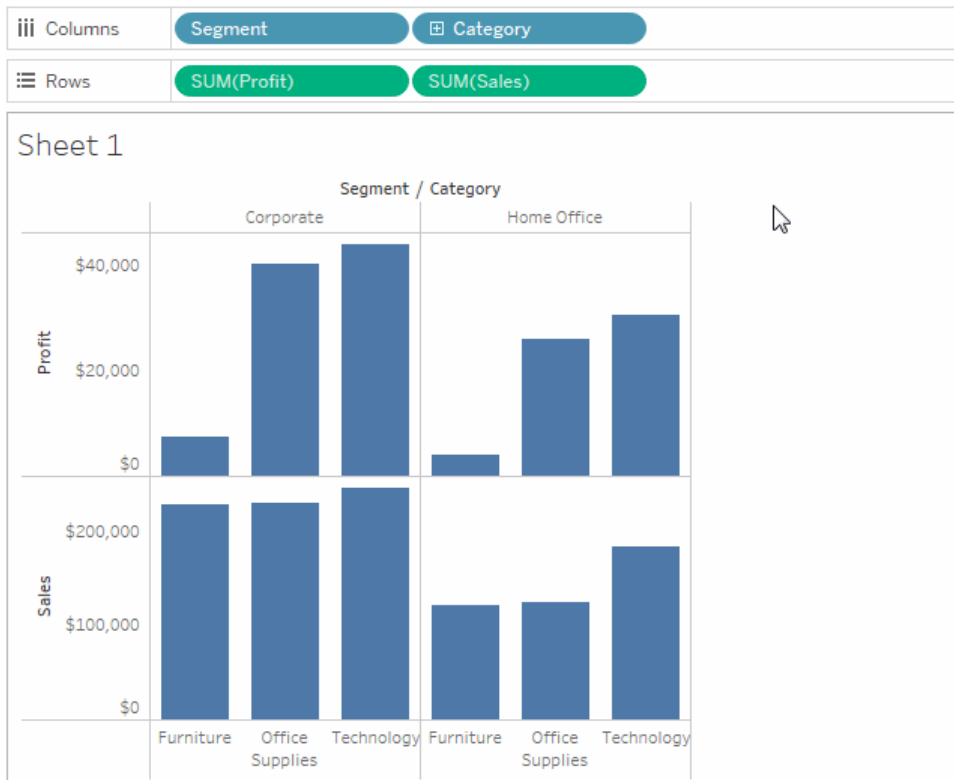 Columns Segment Category
Rows SUM(Profit) SUM(Sales)
Sheet 1
Segment / Category
Corporate Home Office
$40,000
Profit
$20,000
$0
$200,000
Sales
$100,000
$0
Furniture Office Technology Furniture Office Technology
Supplies Supplies